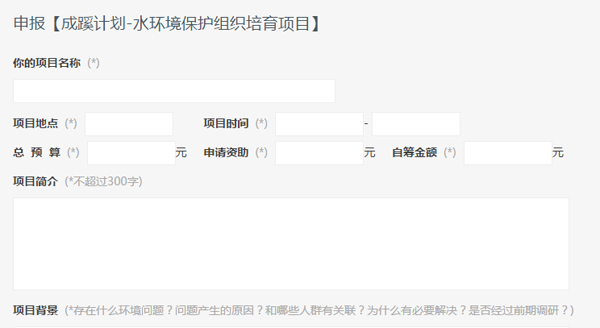 申报【成蹊计划-水环境保护组织培育项目】
你的项目名称 (*)
项目地点 (*) 项目时间 (*) -
总 预 算 (*) 元 申请资助 (*) 元 自筹金额 (*) 元
项目简介 (*不超过300字)
项目背景 (*存在什么环境问题？问题产生的原因？和哪些人群有关联？为什么有必要解决？是否经过前期调研？)